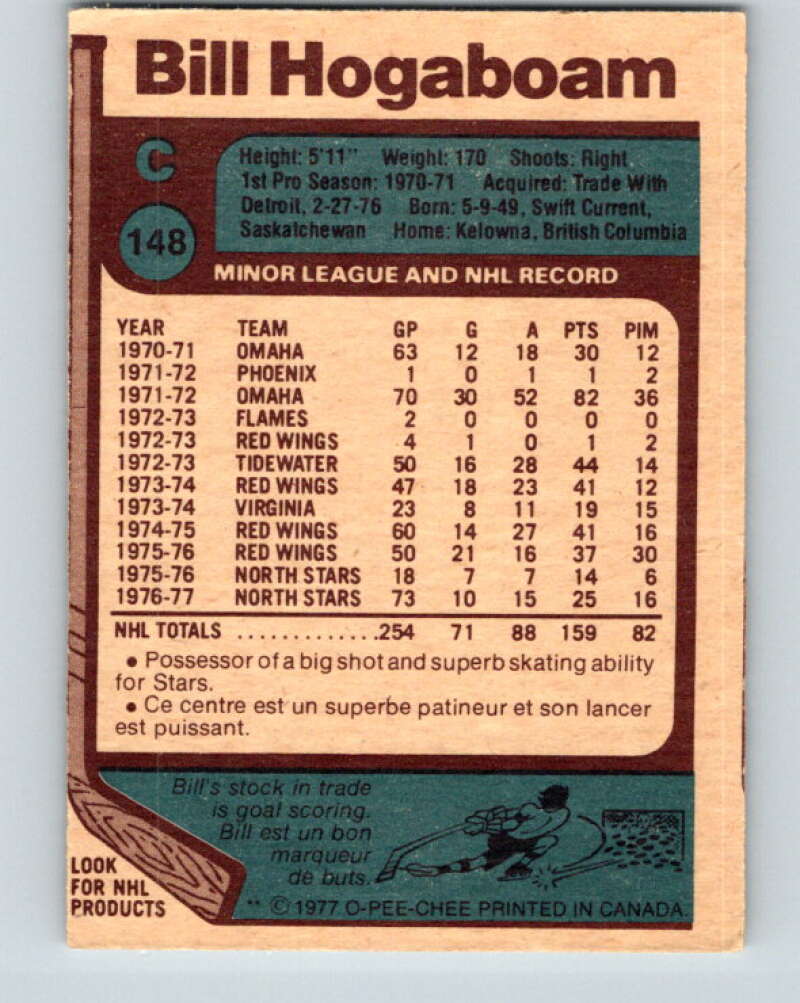 Bill Hogaboam
C
148
Height: 5'11" Weight: 170 Shoots: Right
1st Pro Season: 1970-71 Acquired: Trade With
Detroit, 2-27-76 Born: 5-9-49, Swift Current,
Saskatchewan Home: Kelowna, British Columbia
MINOR LEAGUE AND NHL RECORD
YEAR TEAM GP G A PTS PIM
1970-71 OMAHA 63 12 18 30 12
1971-72 PHOENIX 1 0 1 1 2
1971-72 OMAHA 70 30 52 82 36
1972-73 FLAMES 2 0 0 0 0
1972-73 RED WINGS 4 1 0 1 2
1972-73 TIDEWATER 50 16 28 44 14
1973-74 RED WINGS 47 18 23 41 12
1973-74 VIRGINIA 23 8 11 19 15
1974-75 RED WINGS 60 14 27 41 16
1975-76 RED WINGS 50 21 16 37 30
1975-76 NORTH STARS 18 7 7 14 6
1976-77 NORTH STARS 73 10 15 25 16
NHL TOTALS .............254 71 88 159 82
• Possessor of a big shot and superb skating ability
for Stars.
• Ce centre est un superbe patineur et son lancer
est puissant.
Bill's stock in trade
is goal scoring.
Bill est un bon
marqueur
de buts.
LOOK
FOR NHL
PRODUCTS
** © 1977 O-PEE-CHEE PRINTED IN CANADA.